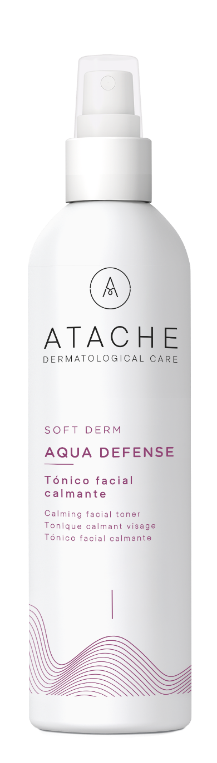 ATACHE
DERMATOLOGICAL CARE
SOFT DERM
AQUA DEFENSE
Tónico facial
calmante
Calming facial toner
Tonique calmant visage
Tónico facial calmante